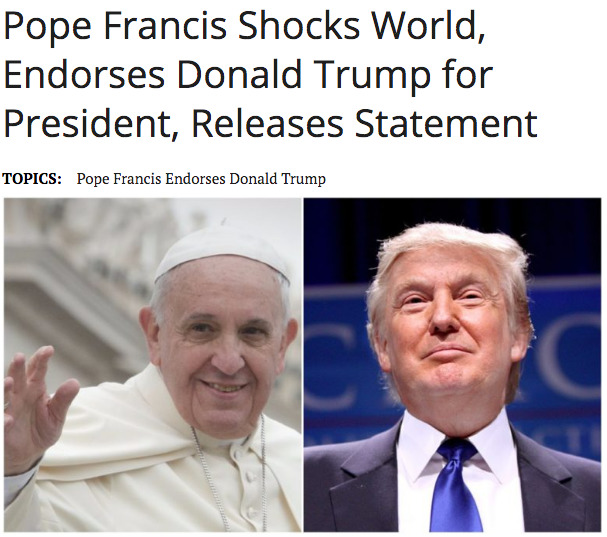 Pope Francis Shocks World,
Endorses Donald Trump for
President, Releases Statement
TOPICS: Pope Francis Endorses Donald Trump
C C